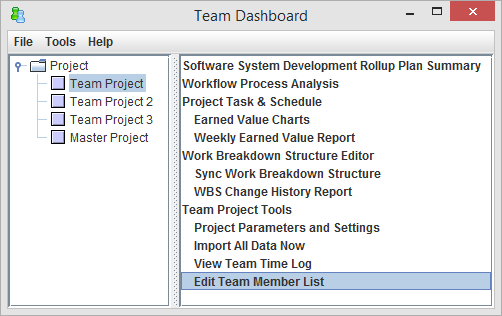 Team Dashboard
File Tools Help
Project
Team Project
Team Project 2
Team Project 3
Master Project
Software System Development Rollup Plan Summary
Workflow Process Analysis
Project Task & Schedule
Earned Value Charts
Weekly Earned Value Report
Work Breakdown Structure Editor
Sync Work Breakdown Structure
WBS Change History Report
Team Project Tools
Project Parameters and Settings
Import All Data Now
View Team Time Log
Edit Team Member List